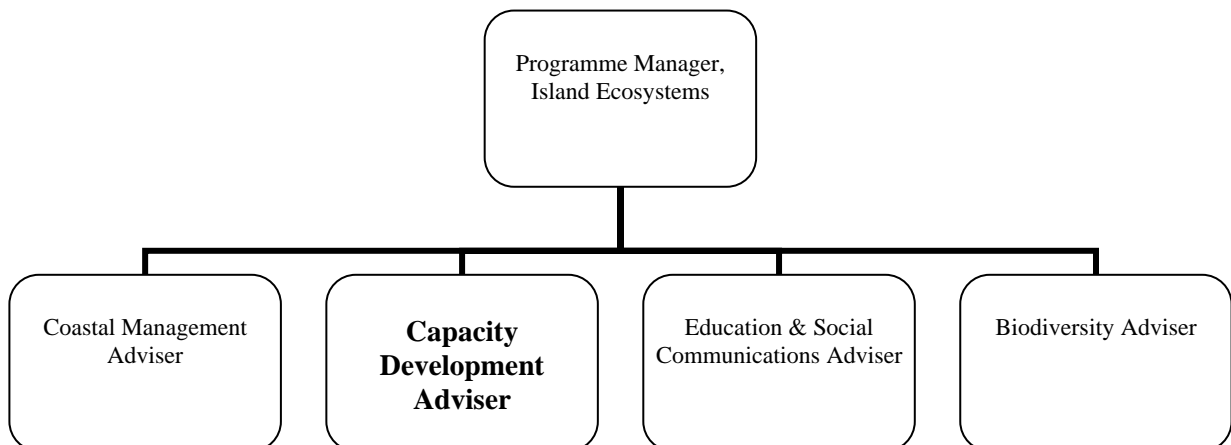 Programme Manager,
Island Ecosystems
Coastal Management
Adviser
Capacity
Development
Adviser
Education & Social
Communications Adviser
Biodiversity Adviser